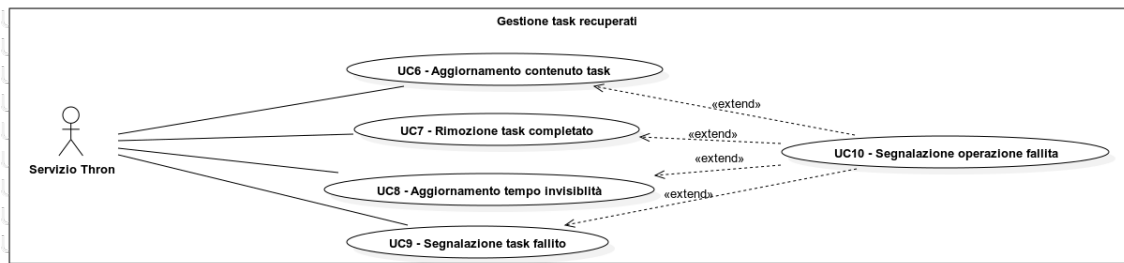 Gestione task recuperati
UC6 - Aggiornamento contenuto task
«extend»
UC7 - Rimozione task completato
«extend»
UC10 - Segnalazione operazione fallita
«extend»
Servizio Thron
UC8 - Aggiornamento tempo invisiblità
«extend»
UC9 - Segnalazione task fallito